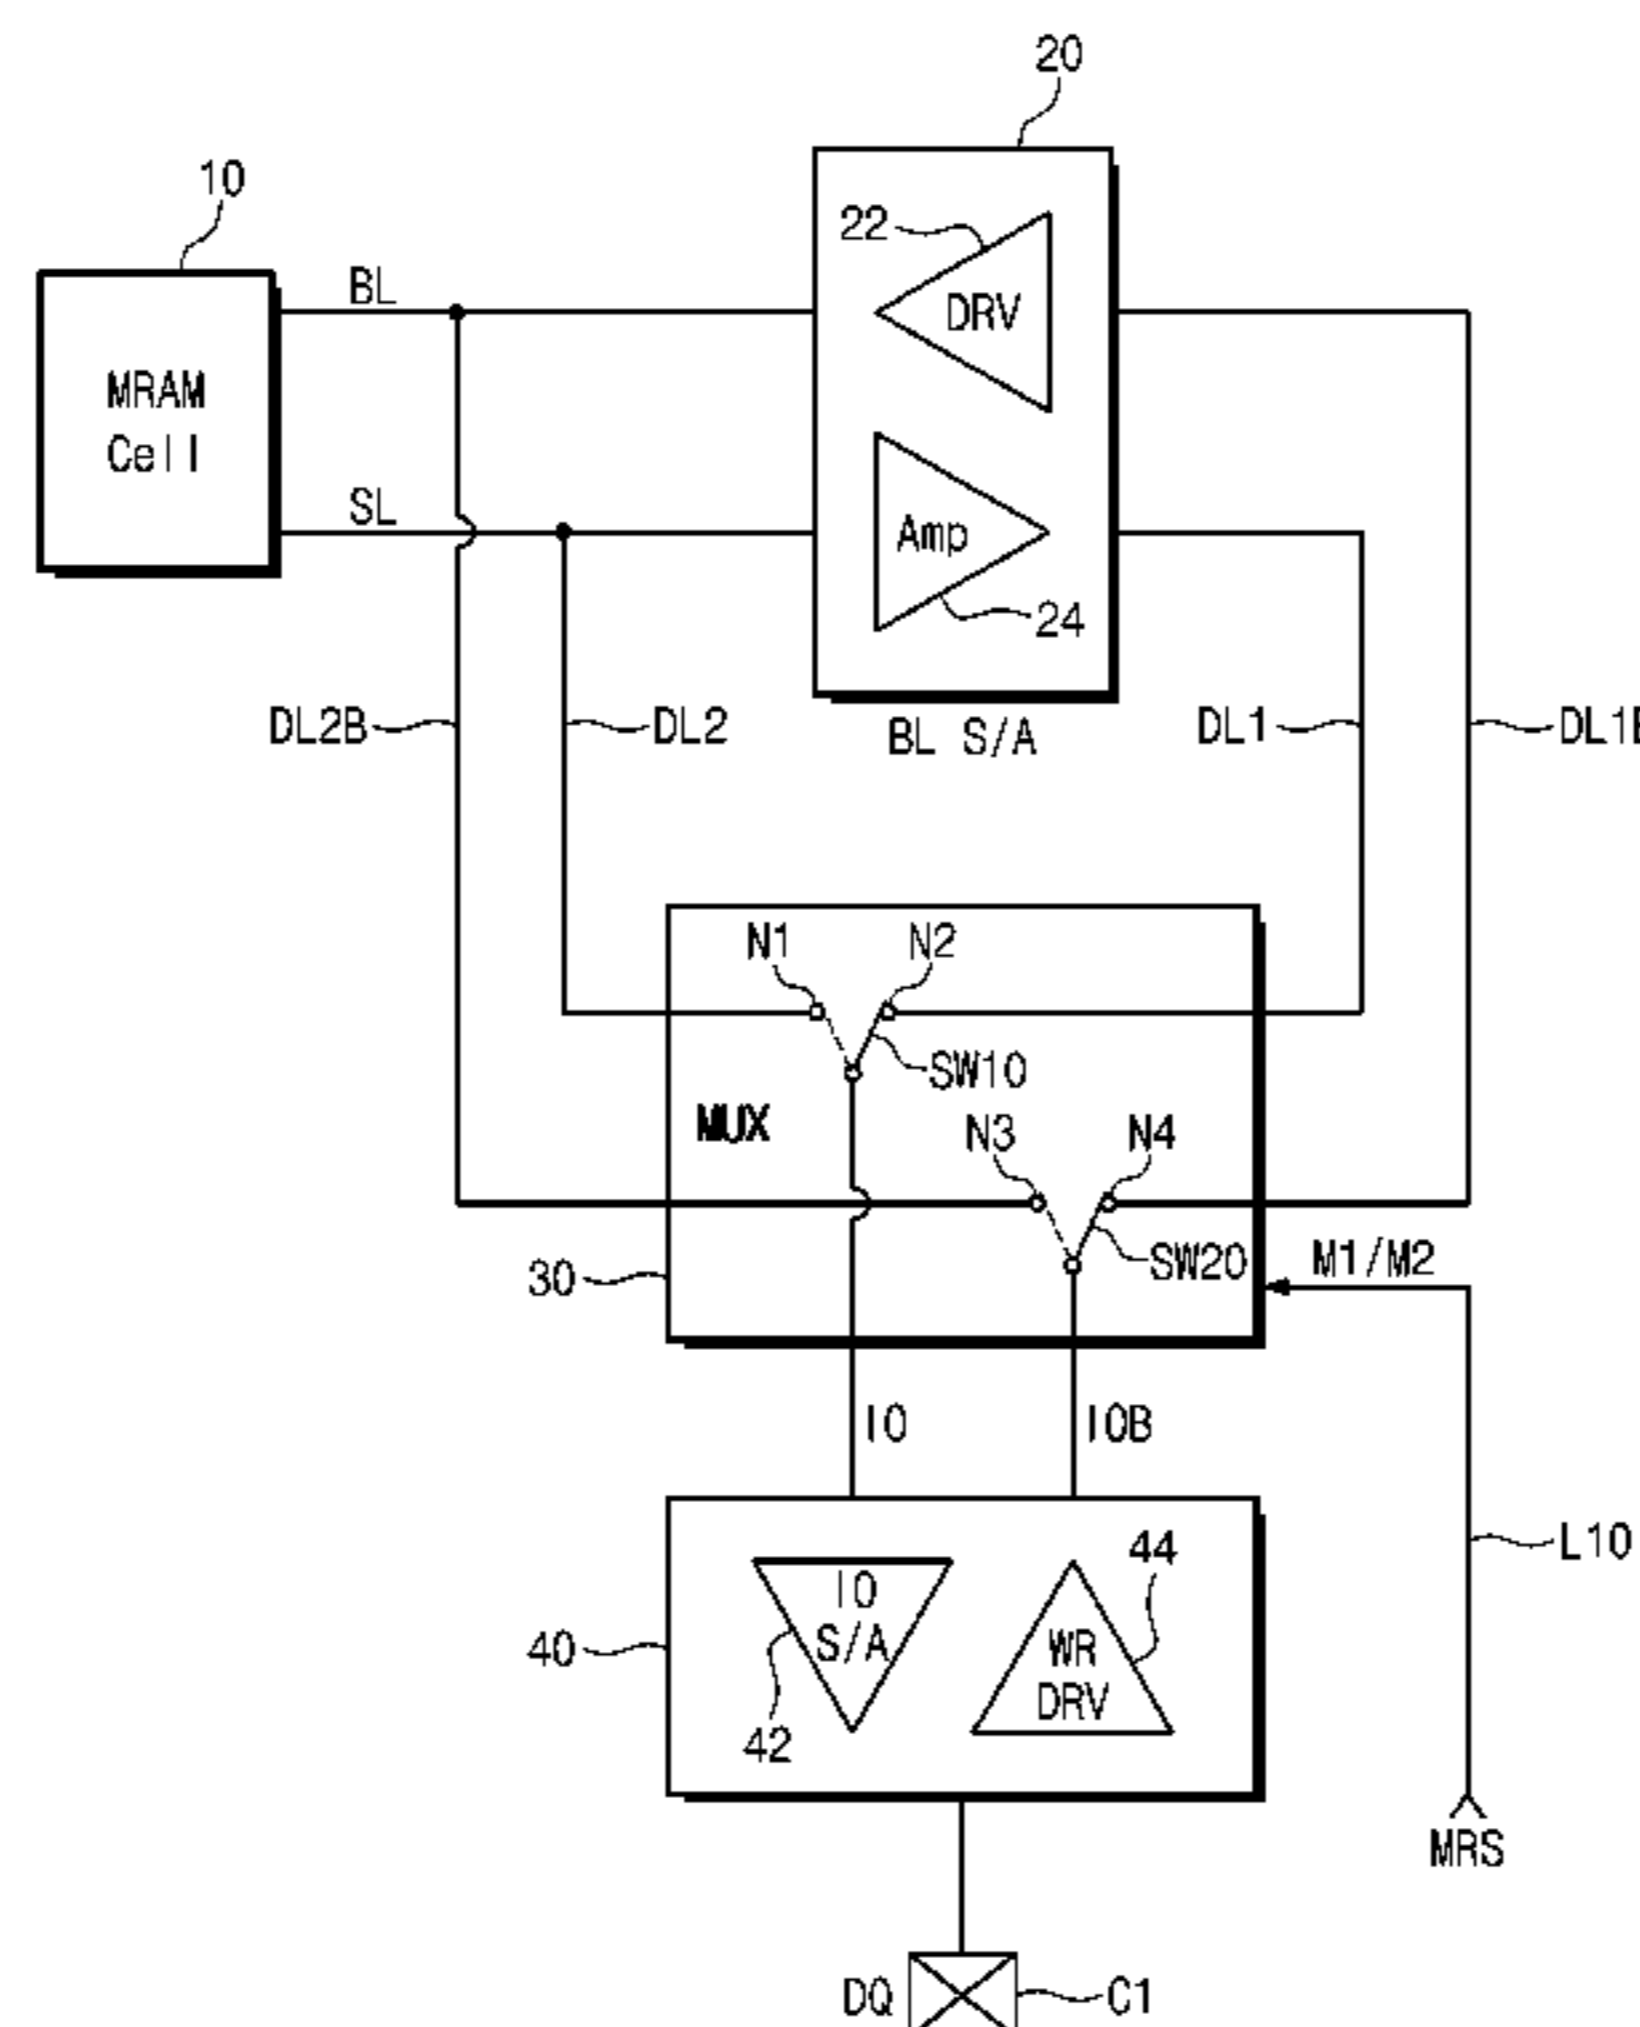 20
10
22
BL
DRV
MRAM
Cell
SL
Amp
24
DL2B
DL2
BL S/A
DL1
DL1
N1
N2
SW10
MUX
N3
N4
SW20
M1/M2
30
IO
IOB
L10
44
IO
S/A
WR
DRV
40
42
MRS
DQ
C1